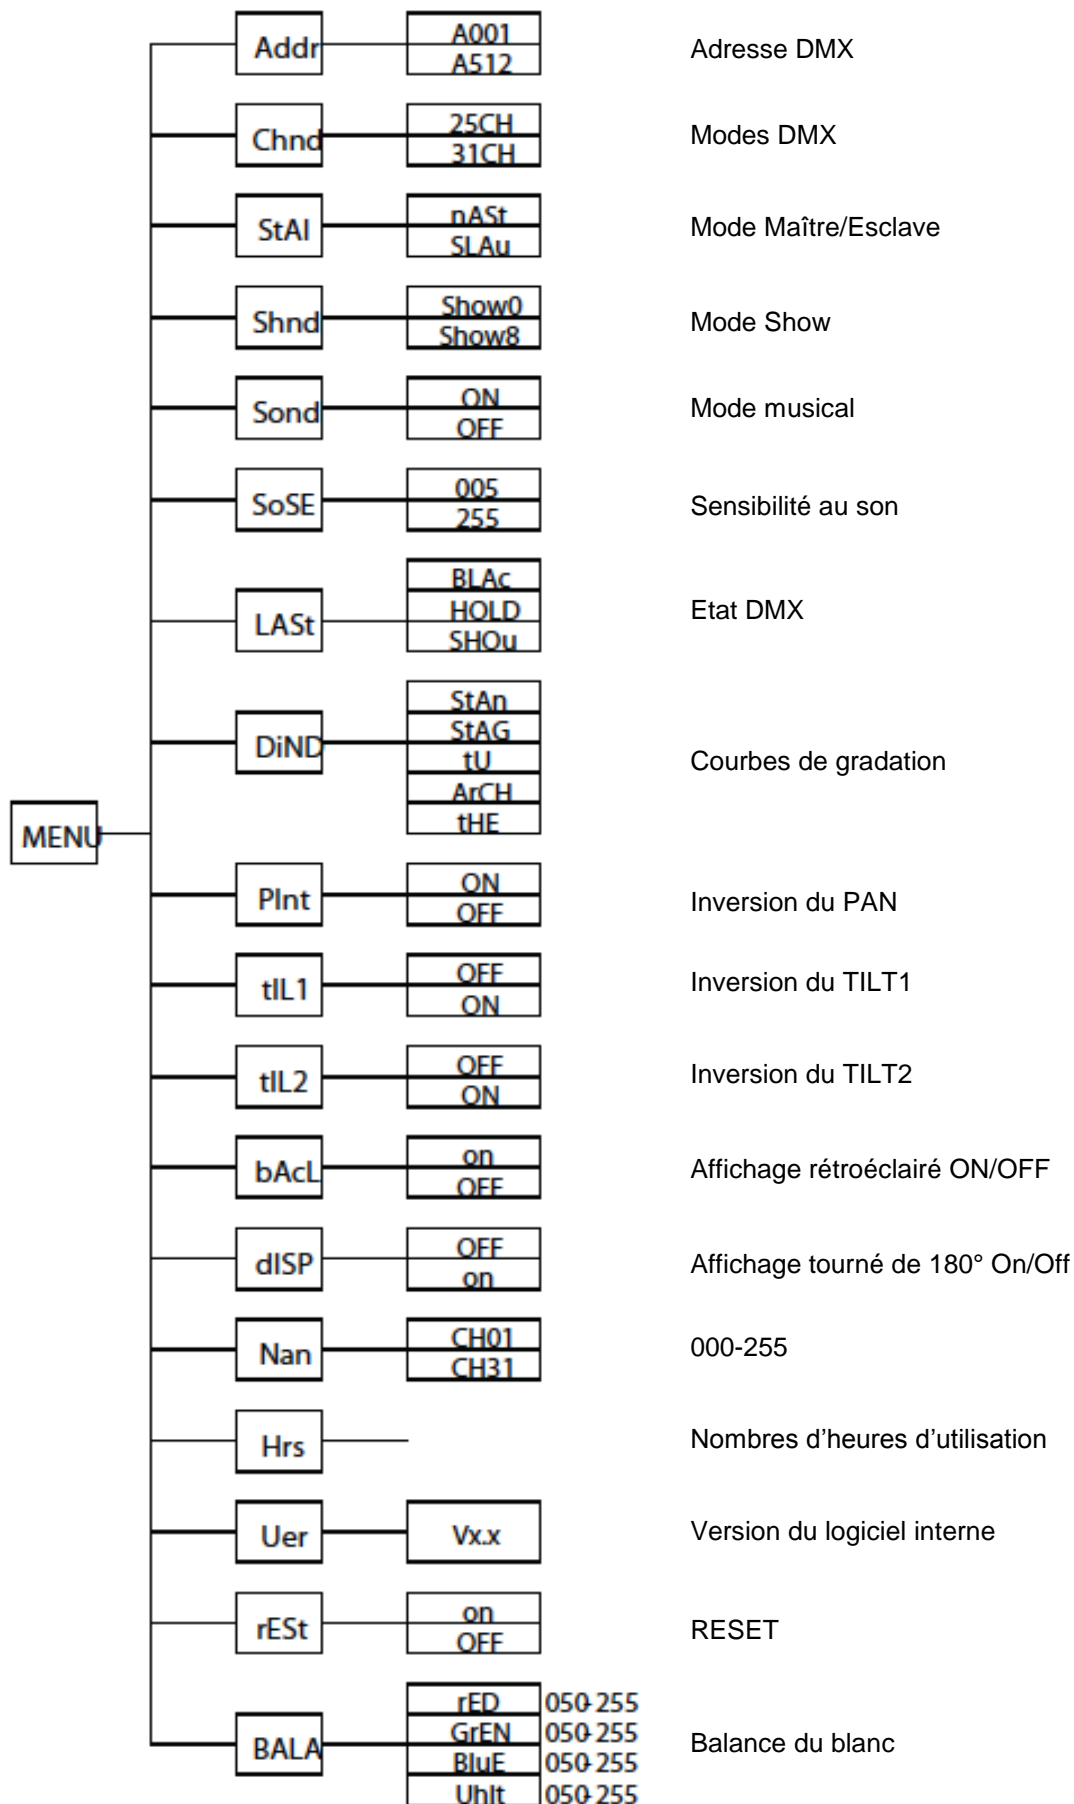 Addr A001 Adresse DMX
A512
Chnd 25CH Modes DMX
31CH
StAI nASt Mode Maître/Esclave
SLAu
Shnd Show0 Mode Show
Show8
Sond ON Mode musical
OFF
SoSE 005 Sensibilité au son
255
BLAc
LASt HOLD Etat DMX
SHOu
StAn
StAG
DiND tU Courbes de gradation
ArCH
tHE
MENU
PInt ON Inversion du PAN
OFF
tIL1 OFF Inversion du TILT1
ON
tIL2 OFF Inversion du TILT2
ON
bAcL on Affichage rétroéclairé ON/OFF
OFF
dISP OFF Affichage tourné de 180° On/Off
on
Nan CH01 000-255
CH31
Hrs Nombres d'heures d'utilisation
Uer Vx.x Version du logiciel interne
rESt on RESET
OFF
rED 050-255
GrEN 050-255
BALA BluE 050-255 Balance du blanc
UhIt 050-255